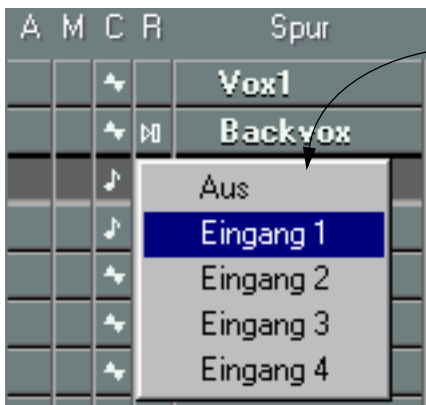 A M C R Spur
Vox1
Backvox
Aus
Eingang 1
Eingang 2
Eingang 3
Eingang 4